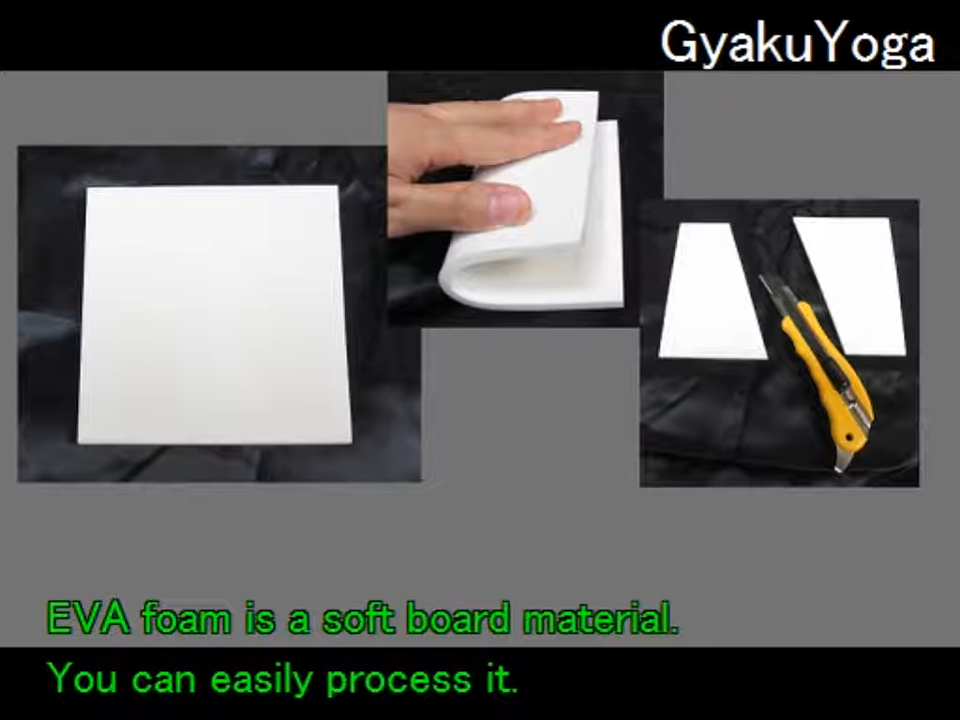 GyakuYoga
EVA foam is a soft board material.
You can easily process it.